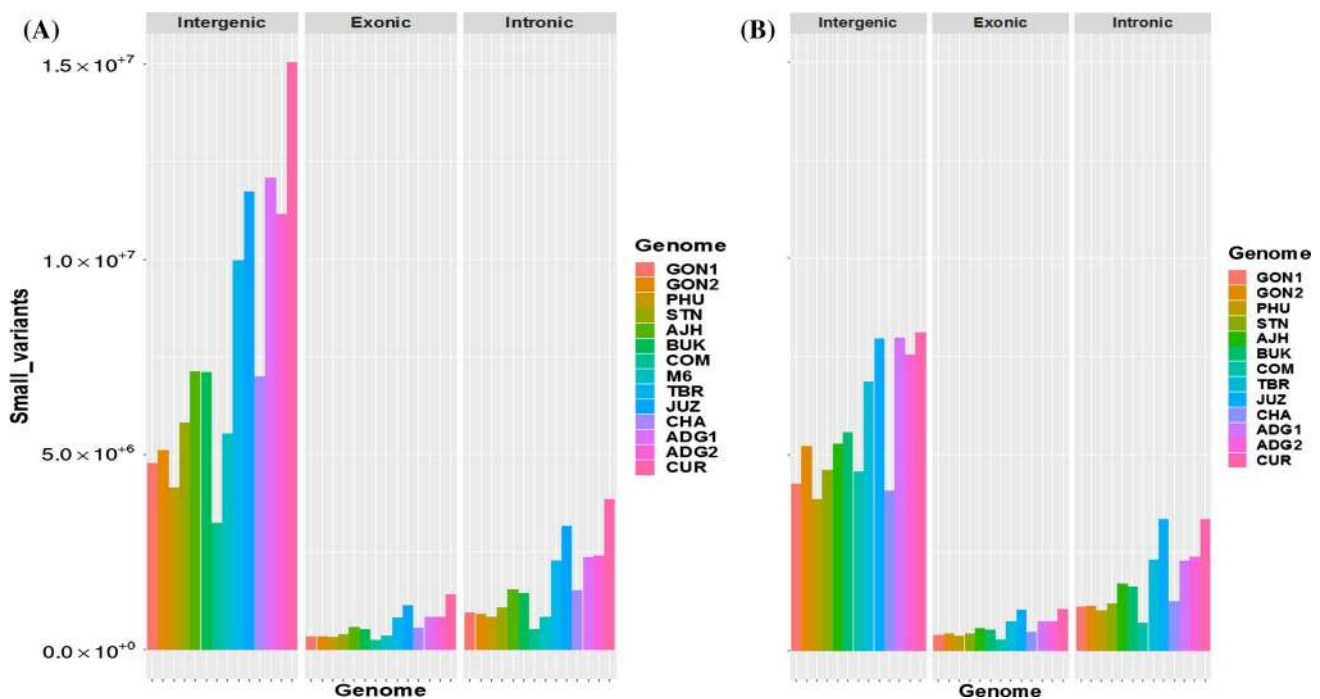 (A)
Intergenic
Exonic
Intronic
1.5 × 10⁺⁷
1.0 × 10⁺⁷
5.0 × 10⁺⁶
0.0 × 10⁺⁰
Small_variants
Genome
Genome
GON1
GON2
PHU
STN
AJH
BUK
COM
M6
TBR
JUZ
CHA
ADG1
ADG2
CUR
(B)
Intergenic
Exonic
Intronic
Genome
Genome
GON1
GON2
PHU
STN
AJH
BUK
COM
TBR
JUZ
CHA
ADG1
ADG2
CUR